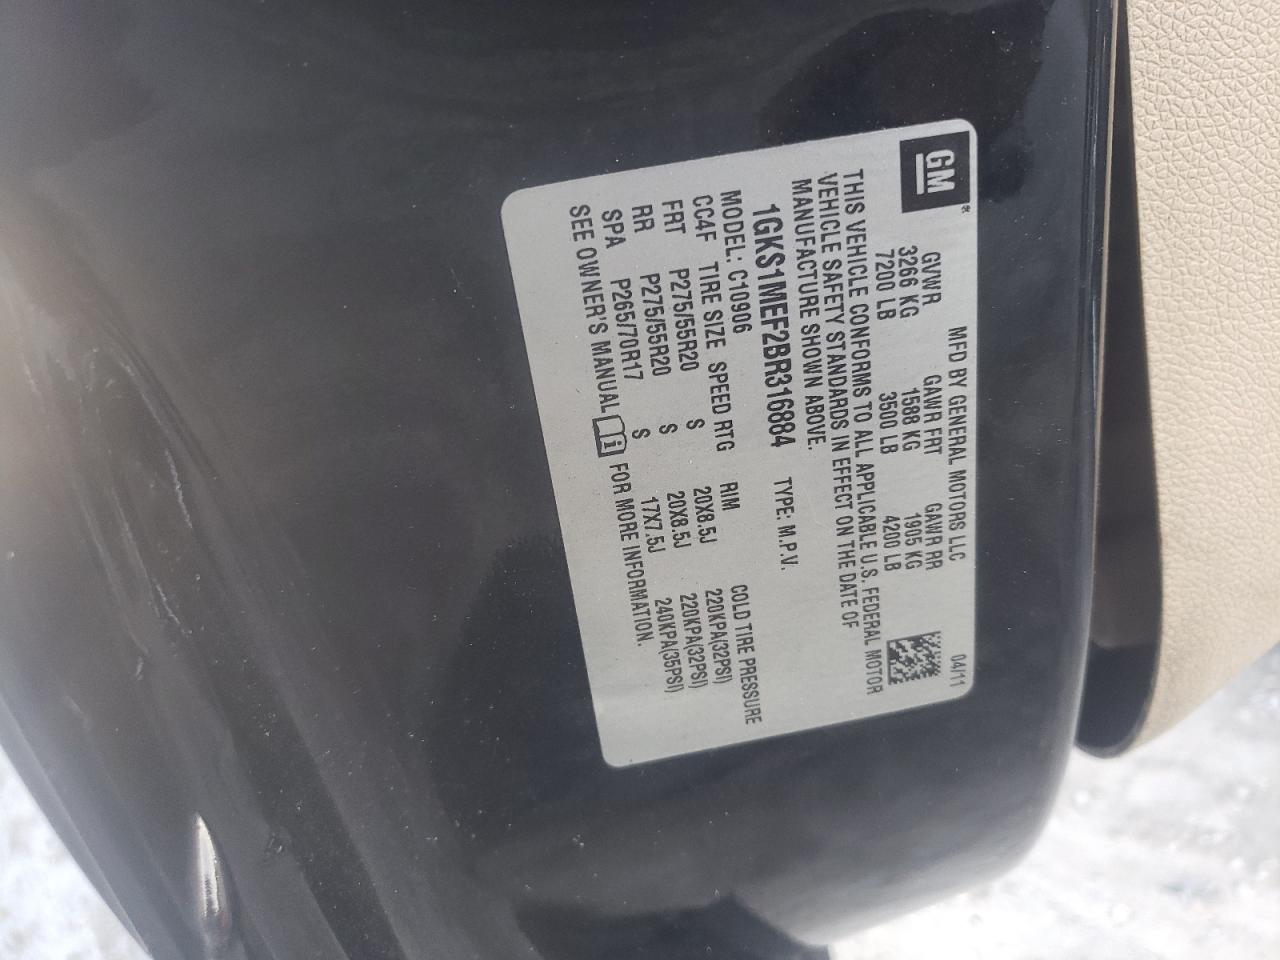 GM®
MFD BY GENERAL MOTORS LLC 04/11
GVWR GAWR FRT GAWR RR
3266 KG 1588 KG 1905 KG
7200 LB 3500 LB 4200 LB
THIS VEHICLE CONFORMS TO ALL APPLICABLE U.S. FEDERAL MOTOR
VEHICLE SAFETY STANDARDS IN EFFECT ON THE DATE OF
MANUFACTURE SHOWN ABOVE.
1GKS1MEF2BR316884 TYPE: M.P.V.
MODEL: C10906
CC4F TIRE SIZE SPEED RTG RIM COLD TIRE PRESSURE
FRT P275/55R20 S 20X8.5J 220KPA(32PSI)
RR P275/55R20 S 20X8.5J 220KPA(32PSI)
SPA P265/70R17 S 17X7.5J 240KPA(35PSI)
SEE OWNER'S MANUAL i FOR MORE INFORMATION.